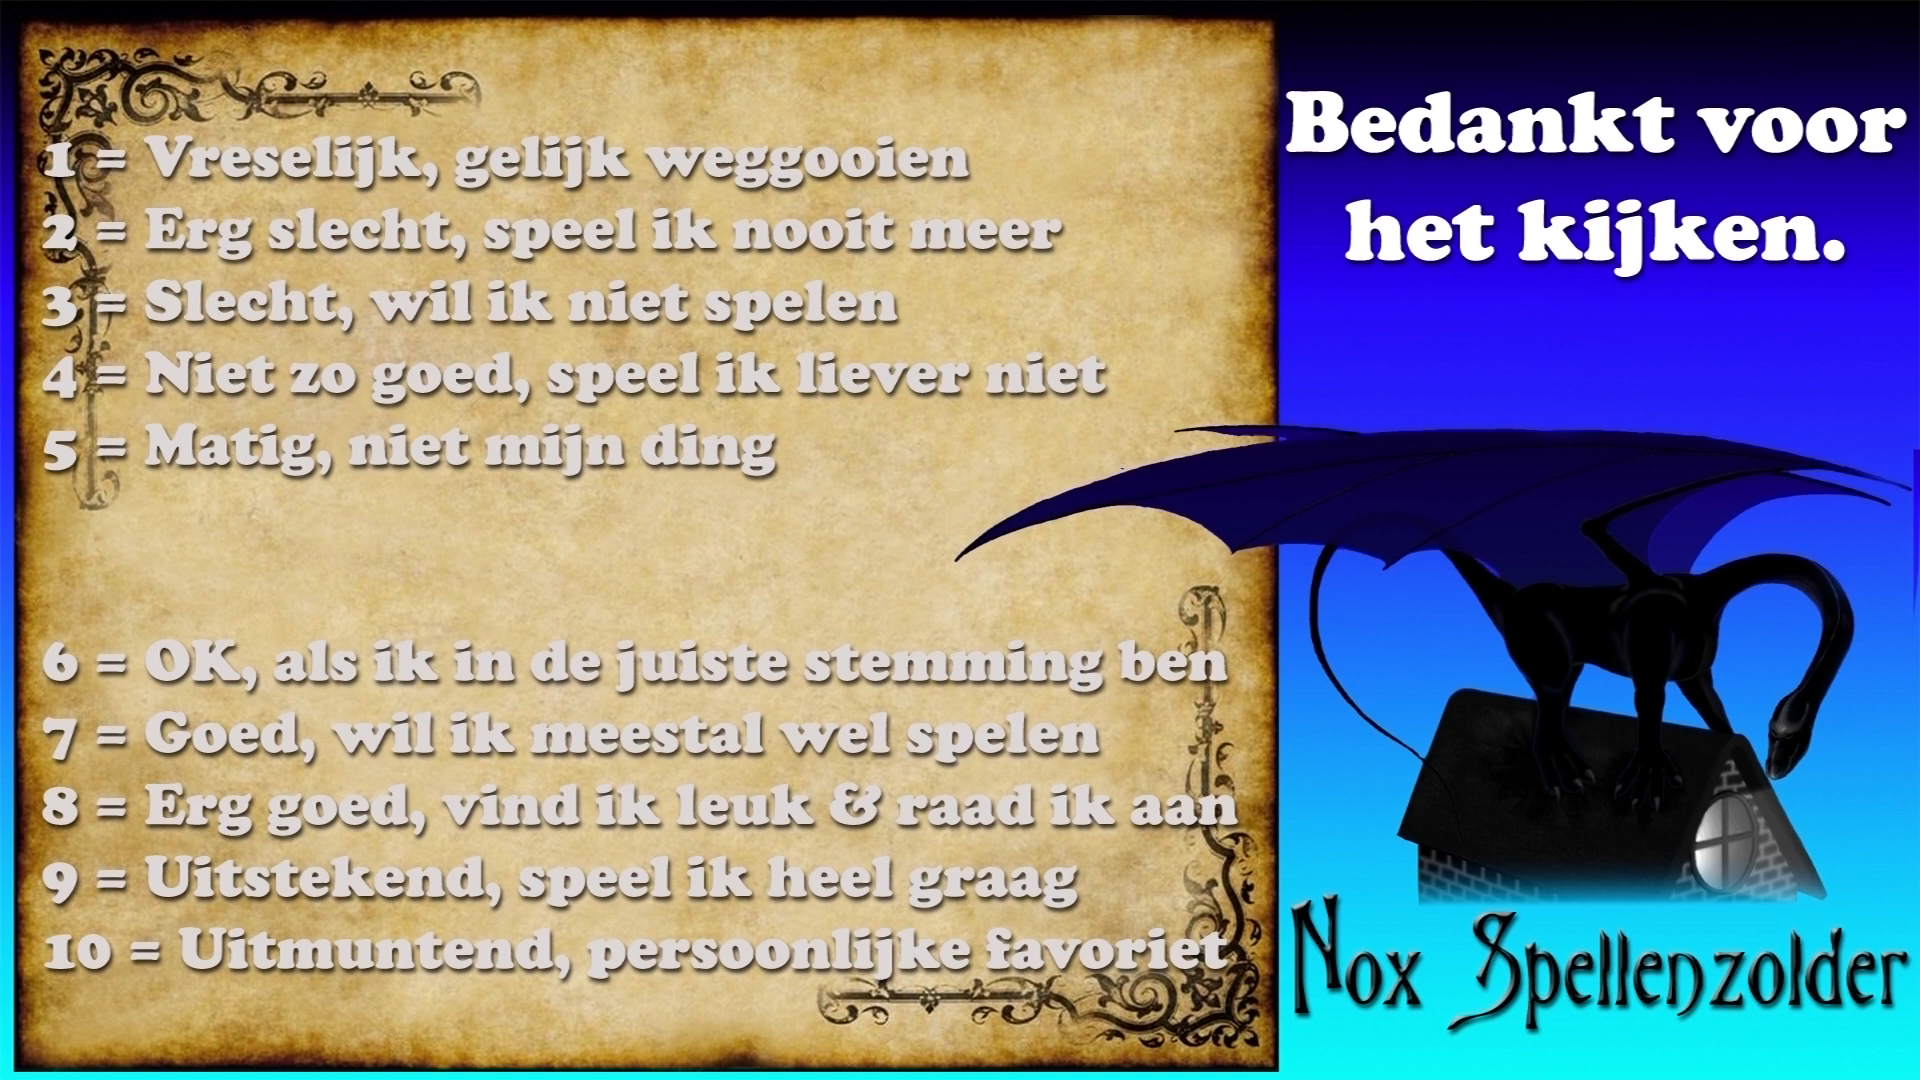 1 = Vreselijk, gelijk weggooien
2 = Erg slecht, speel ik nooit meer
3 = Slecht, wil ik niet spelen
4 = Niet zo goed, speel ik liever niet
5 = Matig, niet mijn ding
6 = OK, als ik in de juiste stemming ben
7 = Goed, wil ik meestal wel spelen
8 = Erg goed, vind ik leuk & raad ik aan
9 = Uitstekend, speel ik heel graag
10 = Uitmuntend, persoonlijke favoriet
Bedankt voor
het kijken.
Nox Spellenzolder